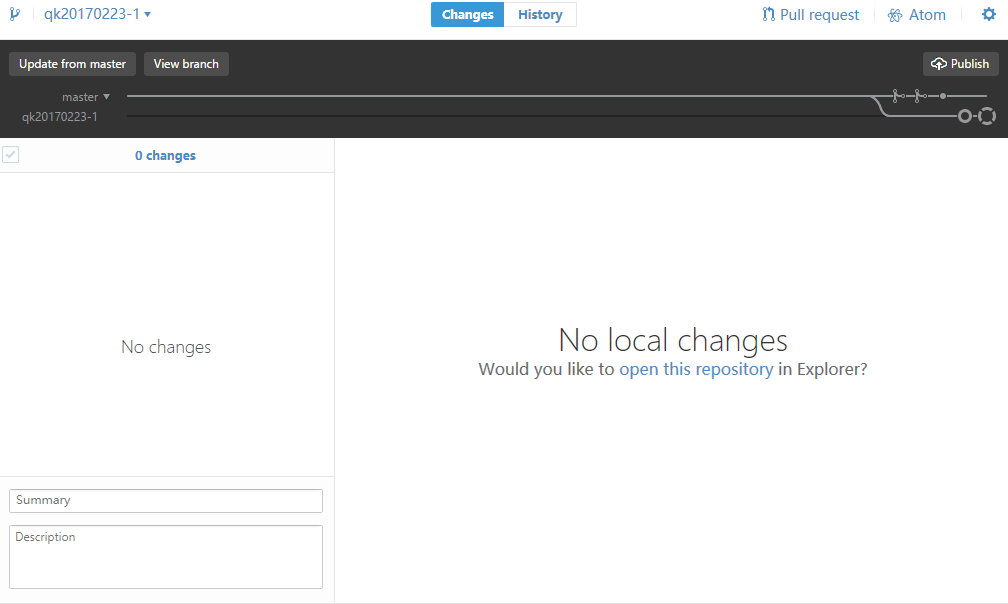 qk20170223-1
Changes
History
Pull request
Atom
Update from master
View branch
Publish
master
qk20170223-1
0 changes
No changes
No local changes
Would you like to open this repository in Explorer?
Summary
Description